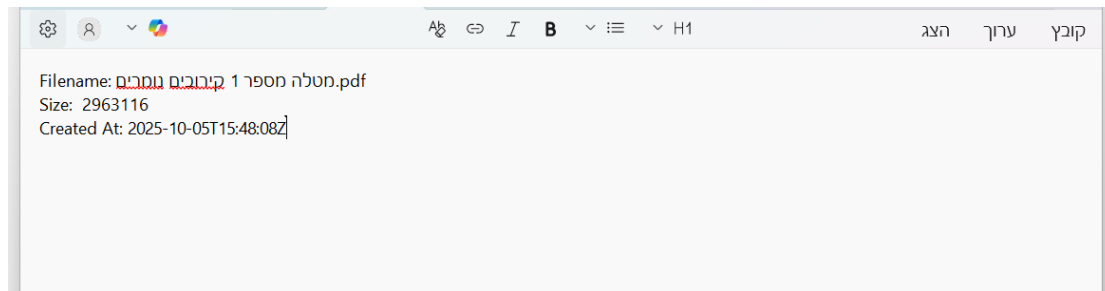 קובץ ערוך הצג H1 B I A
Filename: מטלה מספר 1 קירובים נומרים.pdf
Size: 2963116
Created At: 2025-10-05T15:48:08Z